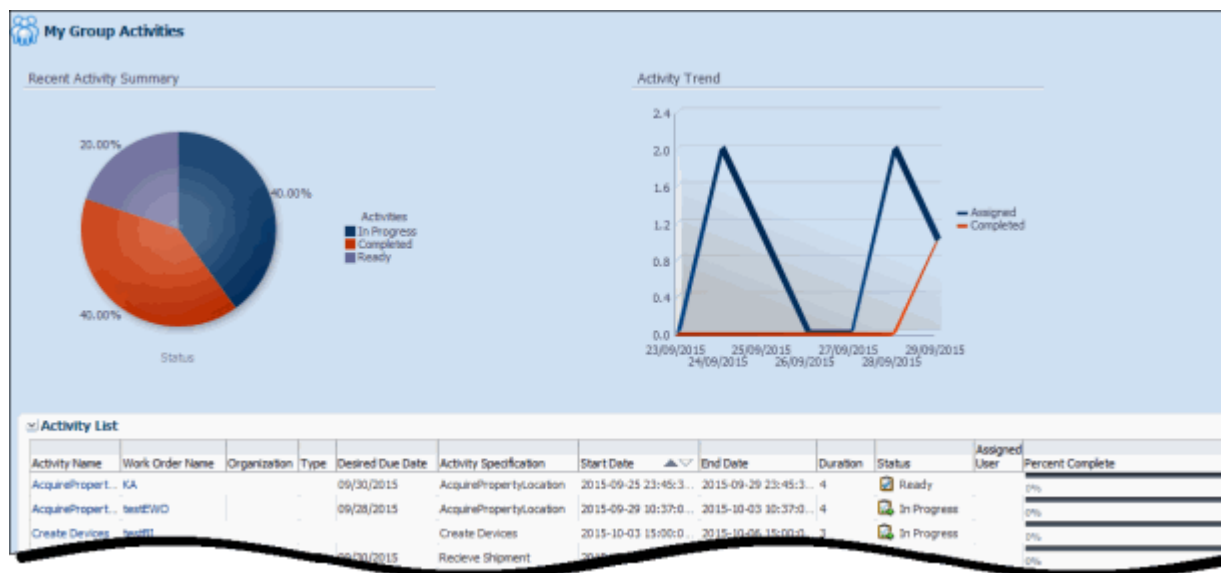 My Group Activities
Recent Activity Summary
20.00%
40.00%
40.00%
Status
Activities
In Progress
Completed
Ready
Activity Trend
2.4
2.0
1.6
1.2
0.8
0.4
0.0
23/09/2015 25/09/2015 27/09/2015 29/09/2015
24/09/2015 26/09/2015 28/09/2015
Assigned
Completed
Activity List
Activity Name Work Order Name Organization Type Desired Due Date Activity Specification Start Date End Date Duration Status Assigned User Percent Complete
AcquirePropert... KA 09/30/2015 AcquirePropertyLocation 2015-09-25 23:45:3... 2015-09-29 23:45:3... 4 Ready 0%
AcquirePropert... testEWO 09/28/2015 AcquirePropertyLocation 2015-09-29 10:37:0... 2015-10-03 10:37:0... 4 In Progress 0%
Create Devices testBI Create Devices 2015-10-03 15:00:0... 2015-10-06 15:00:0... 3 In Progress 0%
09/30/2015 Recieve Shipment 0%